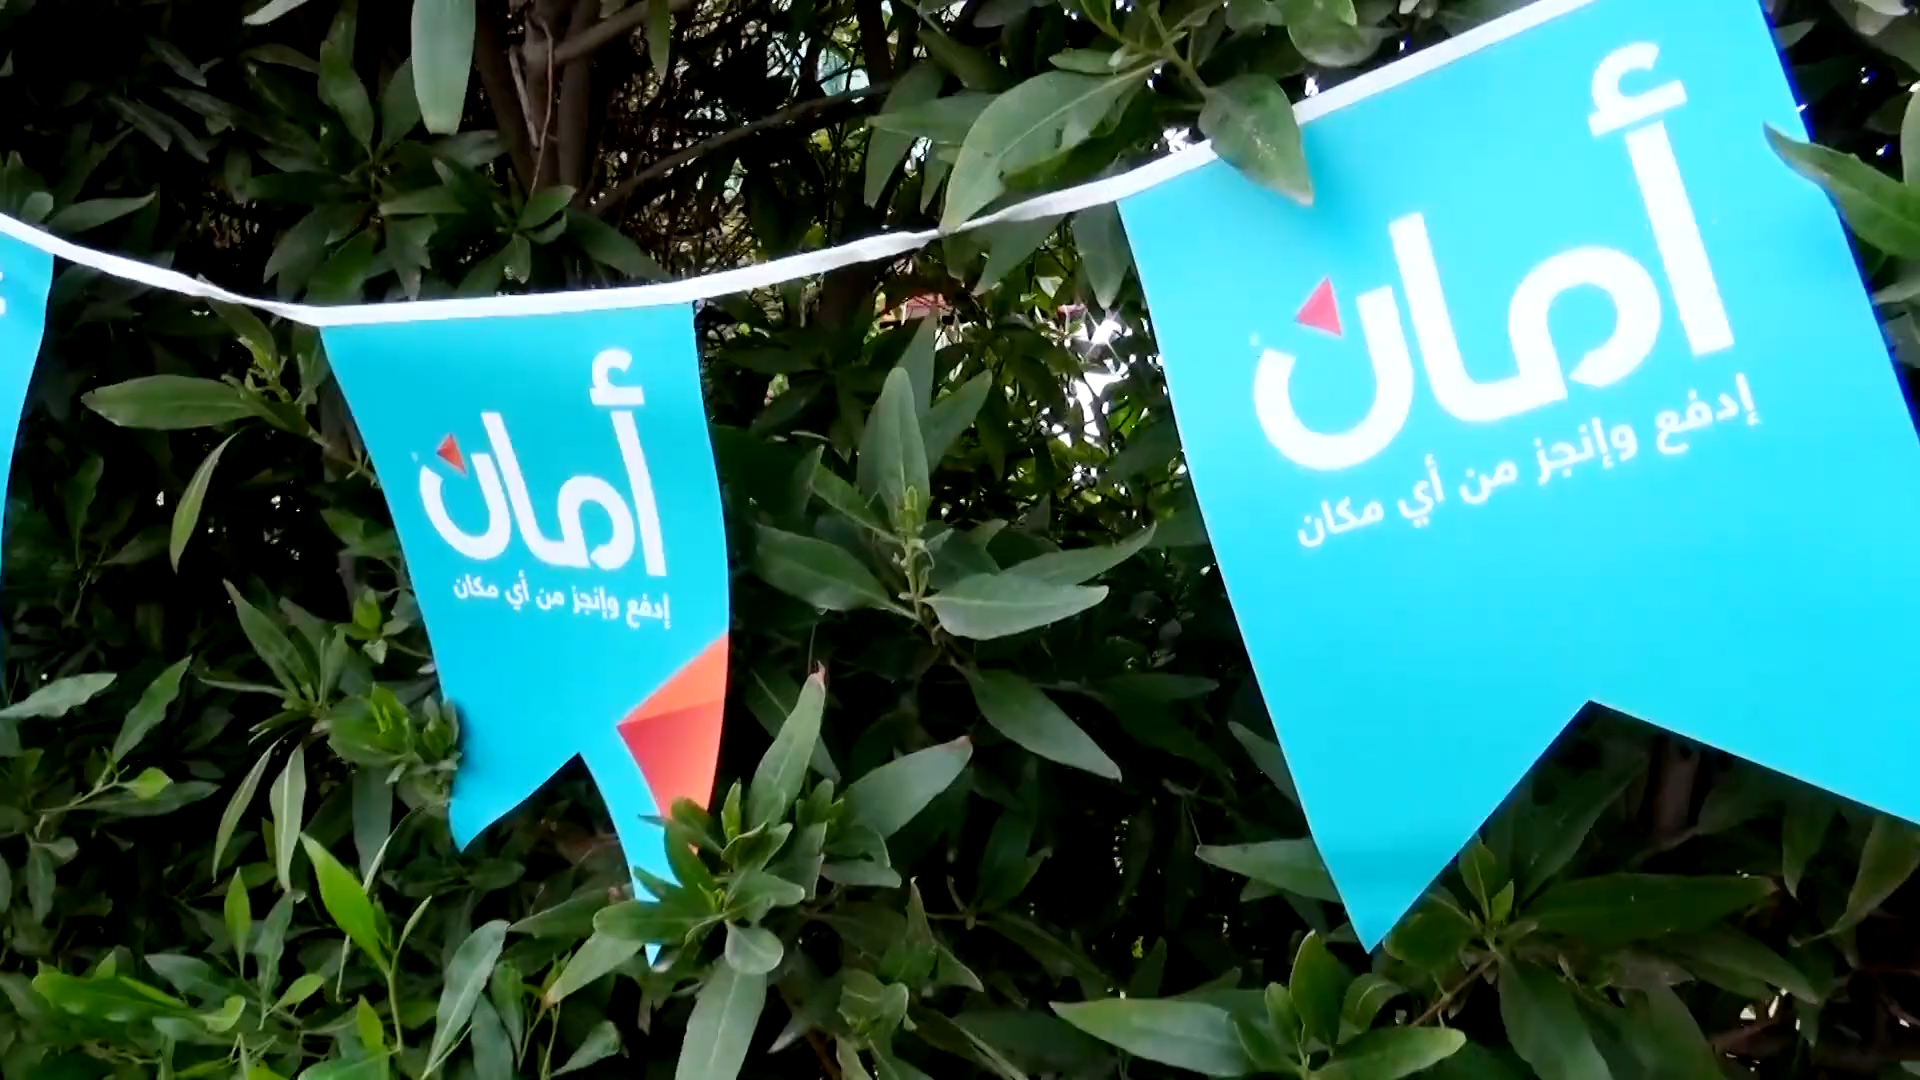 أمان
إدفع وإنجز من أي مكان
أمان
إدفع وإنجز من أي مكان